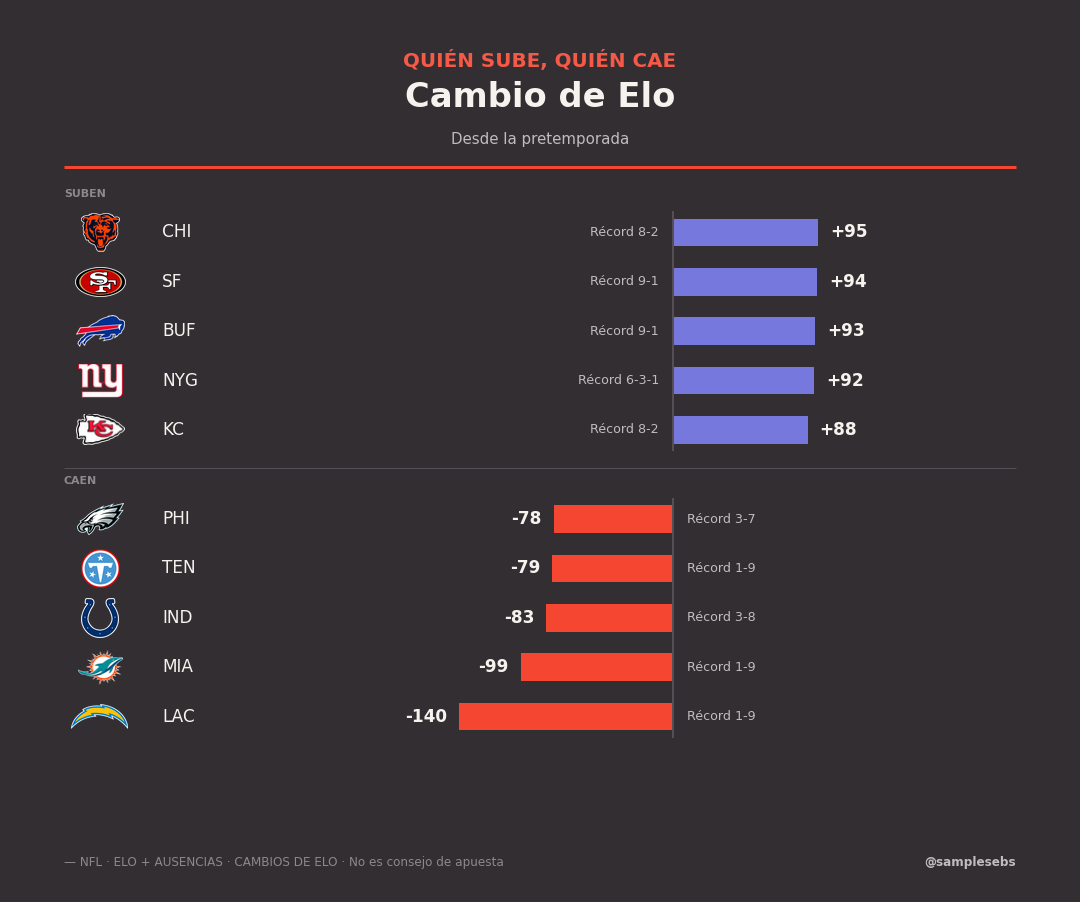 QUIÉN SUBE, QUIÉN CAE
Cambio de Elo
Desde la pretemporada
SUBEN
CHI Récord 8-2 +95
SF SF Récord 9-1 +94
BUF Récord 9-1 +93
ny NYG Récord 6-3-1 +92
KC KC Récord 8-2 +88
CAEN
PHI -78 Récord 3-7
T TEN -79 Récord 1-9
IND -83 Récord 3-8
MIA -99 Récord 1-9
LAC -140 Récord 1-9
— NFL · ELO + AUSENCIAS · CAMBIOS DE ELO · No es consejo de apuesta @samplesebs